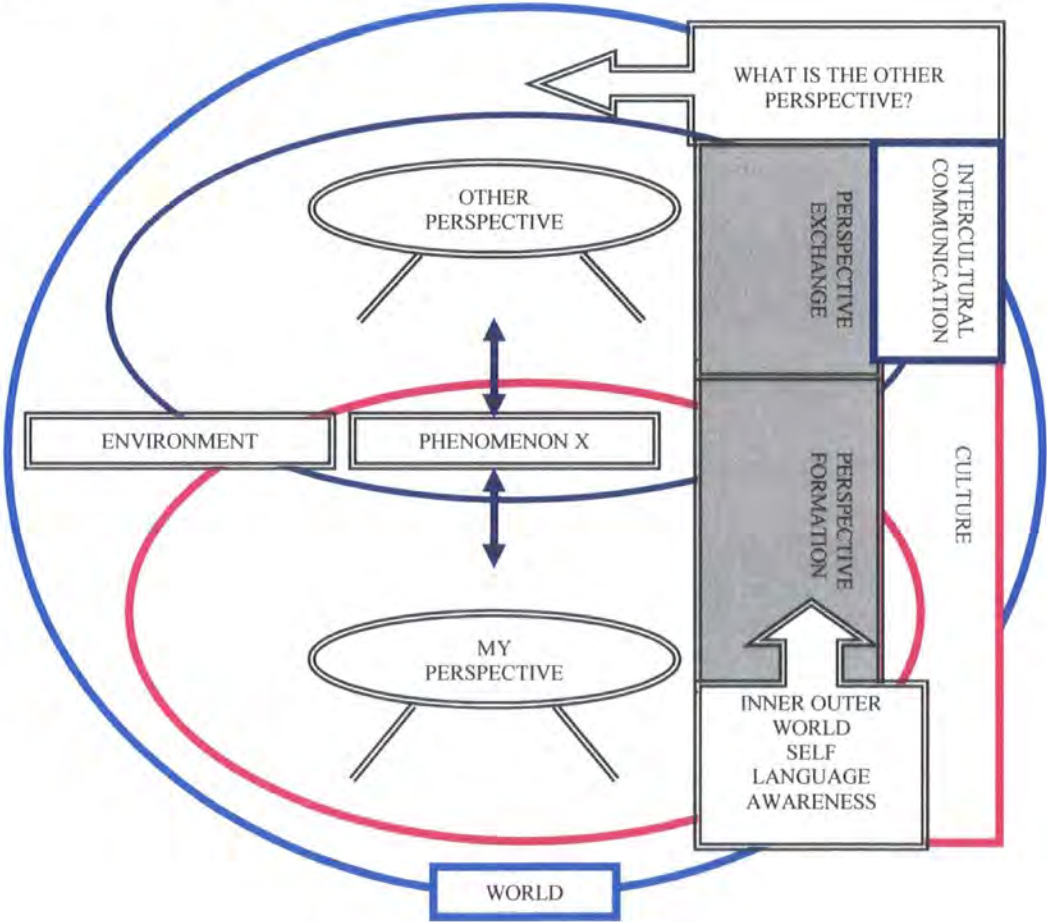 WHAT IS THE OTHER
PERSPECTIVE?
OTHER
PERSPECTIVE
PERSPECTIVE
EXCHANGE
INTERCULTURAL
COMMUNICATION
ENVIRONMENT
PHENOMENON X
PERSPECTIVE
FORMATION
CULTURE
MY
PERSPECTIVE
INNER OUTER
WORLD
SELF
LANGUAGE
AWARENESS
WORLD